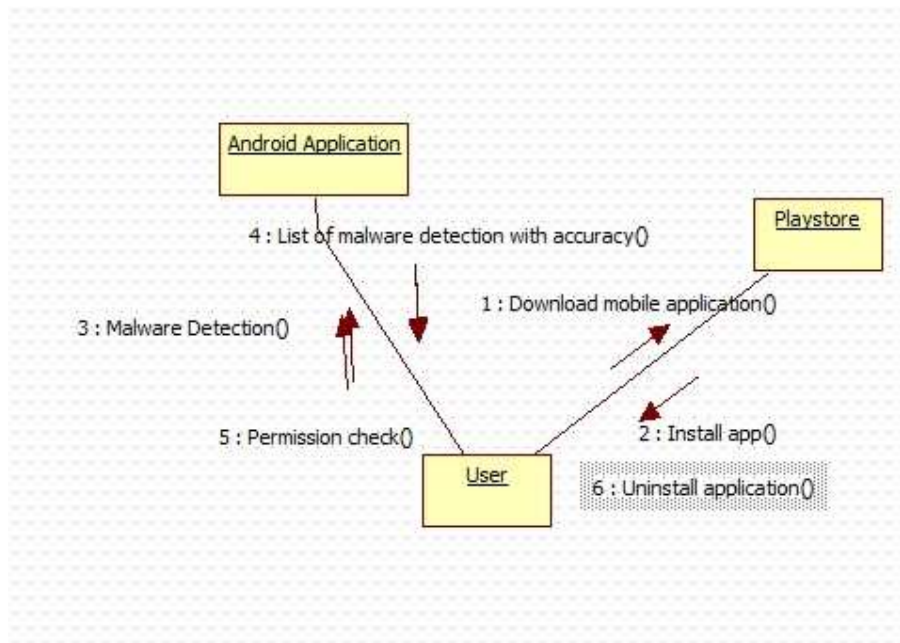 Android Application
Playstore
4 : List of malware detection with accuracy()
1 : Download mobile application()
3 : Malware Detection()
5 : Permission check()
2 : Install app()
User
6 : Uninstall application()